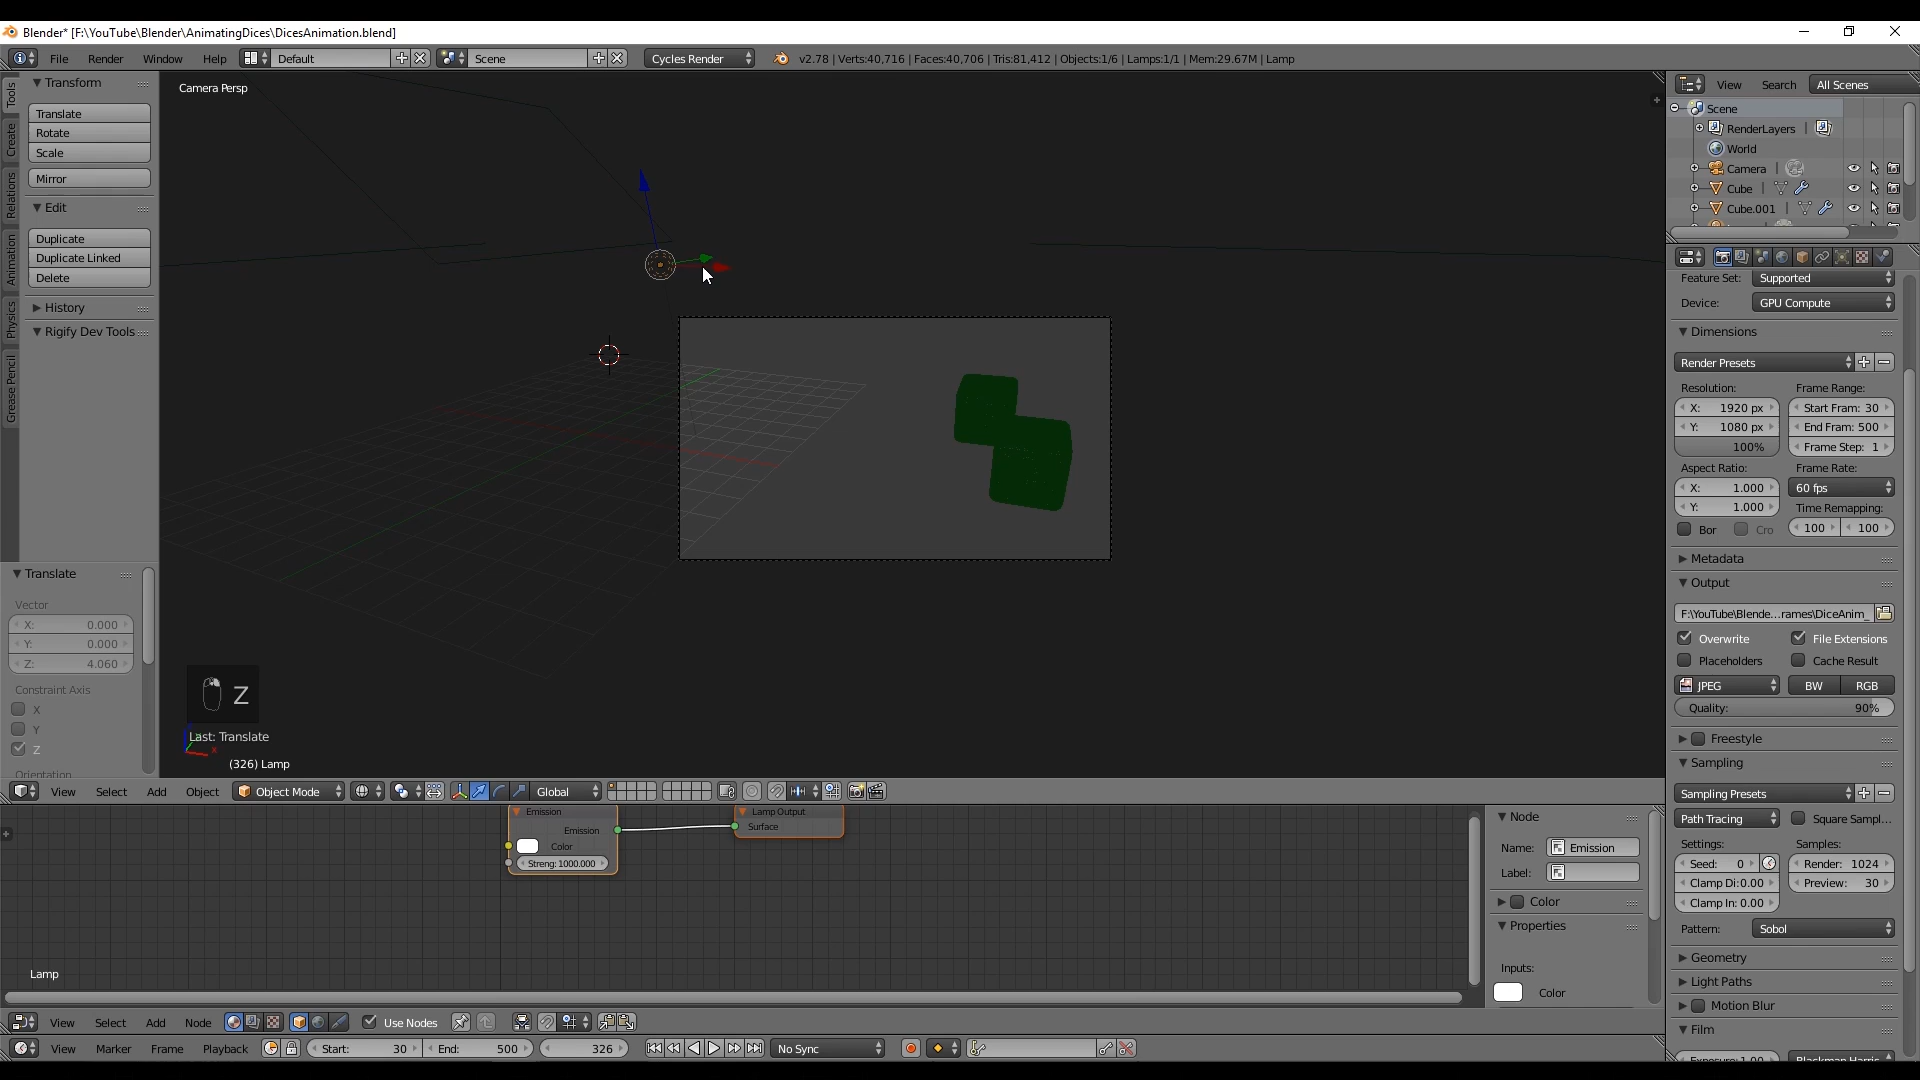 Blender* [F:\YouTube\Blender\AnimatingDices\DicesAnimation.blend]
File Render Window Help Default Scene Cycles Render v2.78 | Verts:40,716 | Faces:40,706 | Tris:81,412 | Objects:1/6 | Lamps:1/1 | Mem:29.67M | Lamp
Tools
Create
Relations
Animation
Physics
Grease Pencil
Transform
Translate
Rotate
Scale
Mirror
Edit
Duplicate
Duplicate Linked
Delete
History
Rigify Dev Tools
Translate
Vector
X: 0.000
Y: 0.000
Z: 4.060
Constraint Axis
X
Y
Z
Orientation
Camera Persp
Z
Last: Translate
(326) Lamp
View Select Add Object Object Mode Global
Emission
Emission
Color
Streng: 1000.000
Lamp Output
Surface
Lamp
Node
Name: Emission
Label:
Color
Properties
Inputs:
Color
View Select Add Node Use Nodes
View Marker Frame Playback Start: 30 End: 500 326 No Sync
View Search All Scenes
Scene
RenderLayers
World
Camera
Cube
Cube.001
Feature Set: Supported
Device: GPU Compute
Dimensions
Render Presets
Resolution: Frame Range:
X: 1920 px Start Fram: 30
Y: 1080 px End Fram: 500
100% Frame Step: 1
Aspect Ratio: Frame Rate:
X: 1.000 60 fps
Y: 1.000 Time Remapping:
Bor Cro 100 100
Metadata
Output
F:\YouTube\Blende...rames\DiceAnim_
Overwrite File Extensions
Placeholders Cache Result
JPEG BW RGB
Quality: 90%
Freestyle
Sampling
Sampling Presets
Path Tracing Square Sampl...
Settings: Samples:
Seed: 0 Render: 1024
Clamp Di:0.00 Preview: 30
Clamp In: 0.00
Pattern: Sobol
Geometry
Light Paths
Motion Blur
Film
Exposure:1.00 Blackman-Harris